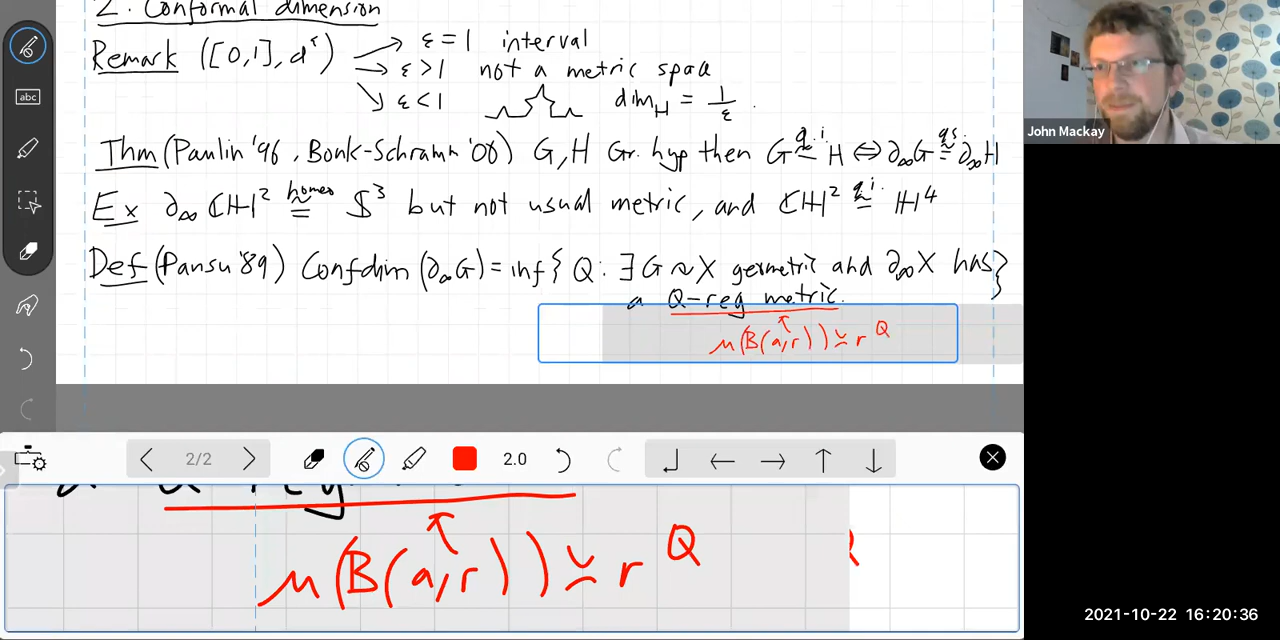 2. Conformal dimension
Remark ([0,1], d^ε) → ε=1 interval
→ ε>1 not a metric space
↘ ε<1 dim_H = 1/ε.
Thm (Paulin '96, Bonk-Schramm '00) G, H Gr. hyp then G q.i. ≅ H ⇔ ∂∞G qs. ≅ ∂∞H
Ex ∂∞ ℂℍ² homeo ≅ 𝕊³ but not usual metric, and ℂℍ² q.i. ≅ ℍ⁴
Def (Pansu '89) Confdim (∂∞G) = inf { Q: ∃ G ↷ X geometric and ∂∞X has
a Q-reg metric. }
↑
μ(B(a,r)) ≍ r^Q
John Mackay
abc
2/2
2.0
↑
μ(B(a,r)) ≍ r^Q
2021-10-22 16:20:36